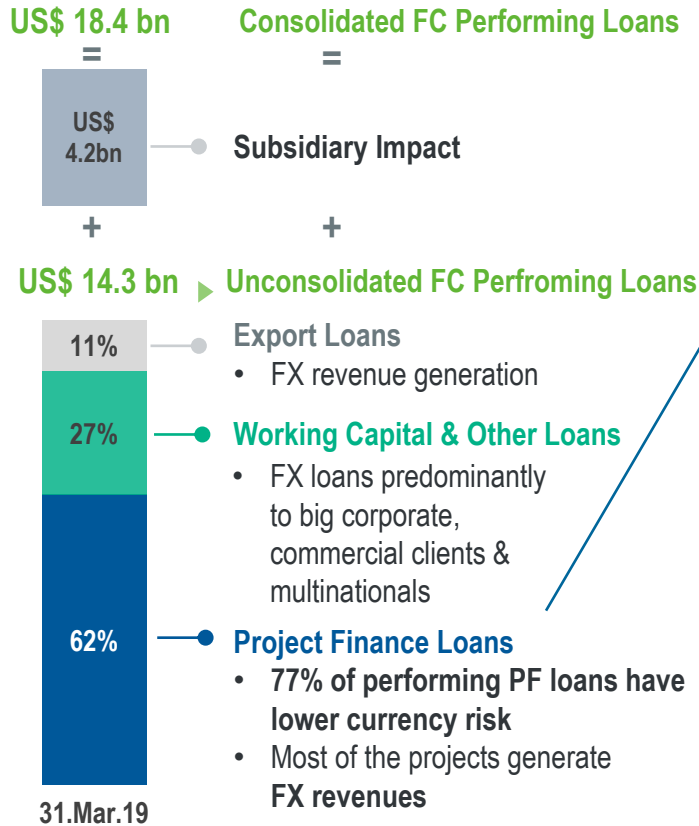 US$ 18.4 bn Consolidated FC Performing Loans
= =
US$
4.2bn
Subsidiary Impact
+ +
US$ 14.3 bn Unconsolidated FC Perfroming Loans
11%
Export Loans
• FX revenue generation
27%
Working Capital & Other Loans
• FX loans predominantly
to big corporate,
commercial clients &
multinationals
62%
Project Finance Loans
• 77% of performing PF loans have
lower currency risk
• Most of the projects generate
FX revenues
31.Mar.19